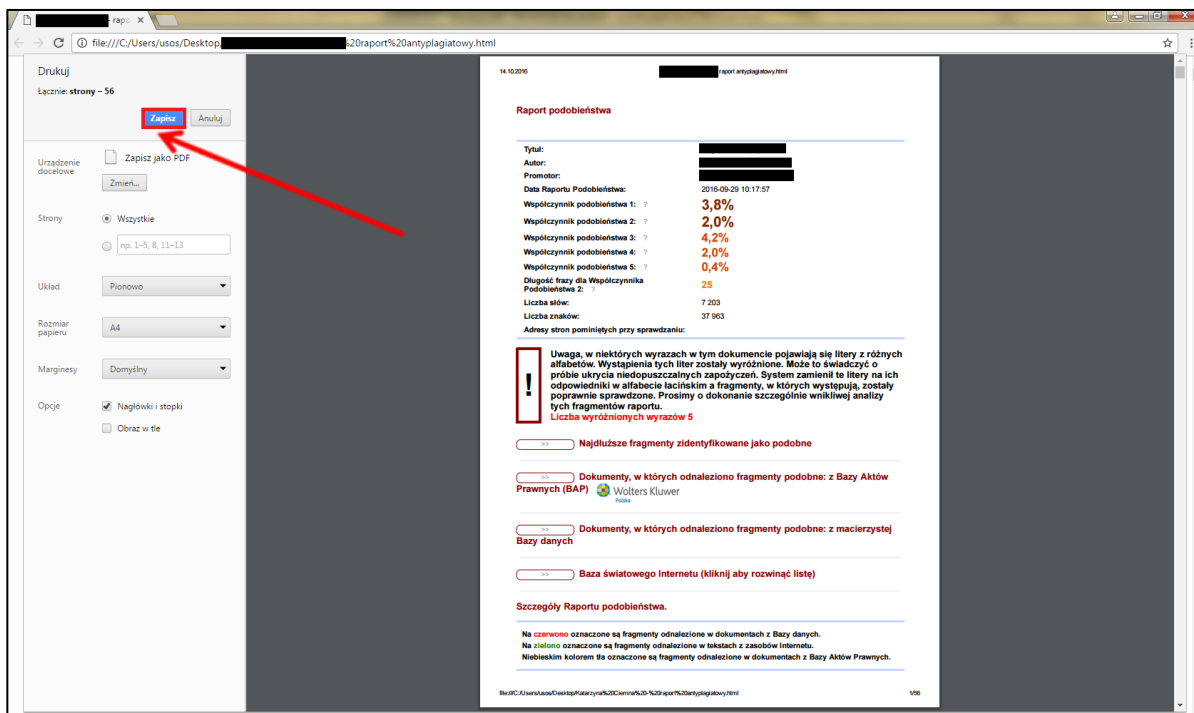 - rapo
file:///C:/Users/usos/Desktop/ %20raport%20antyplagiatowy.html
Drukuj
Łącznie: strony – 56
Zapisz Anuluj
Urządzenie docelowe
Zapisz jako PDF
Zmień...
Strony
Wszystkie
np. 1–5, 8, 11–13
Układ Pionowo
Rozmiar papieru
A4
Marginesy Domyślny
Opcje Nagłówki i stopki
Obraz w tle
14.10.2016 raport antyplagiatowy.html
Raport podobieństwa
Tytuł:
Autor:
Promotor:
Data Raportu Podobieństwa: 2016-09-29 10:17:57
Współczynnik podobieństwa 1: ? 3,8%
Współczynnik podobieństwa 2: ? 2,0%
Współczynnik podobieństwa 3: ? 4,2%
Współczynnik podobieństwa 4: ? 2,0%
Współczynnik podobieństwa 5: ? 0,4%
Długość frazy dla Współczynnika
Podobieństwa 2: ? 25
Liczba słów: 7 203
Liczba znaków: 37 963
Adresy stron pominiętych przy sprawdzaniu:
!
Uwaga, w niektórych wyrazach w tym dokumencie pojawiają się litery z różnych
alfabetów. Wystąpienia tych liter zostały wyróżnione. Może to świadczyć o
próbie ukrycia niedopuszczalnych zapożyczeń. System zamienił te litery na ich
odpowiedniki w alfabecie łacińskim a fragmenty, w których występują, zostały
poprawnie sprawdzone. Prosimy o dokonanie szczególnie wnikliwej analizy
tych fragmentów raportu.
Liczba wyróżnionych wyrazów 5
>> Najdłuższe fragmenty zidentyfikowane jako podobne
>> Dokumenty, w których odnaleziono fragmenty podobne: z Bazy Aktów
Prawnych (BAP) Wolters Kluwer
Polska
>> Dokumenty, w których odnaleziono fragmenty podobne: z macierzystej
Bazy danych
>> Baza światowego Internetu (kliknij aby rozwinąć listę)
Szczegóły Raportu podobieństwa.
Na czerwono oznaczone są fragmenty odnalezione w dokumentach z Bazy danych.
Na zielono oznaczone są fragmenty odnalezione w tekstach z zasobów Internetu.
Niebieskim kolorem tła oznaczone są fragmenty odnalezione w dokumentach z Bazy Aktów Prawnych.
file:///C:/Users/usos/Desktop/Katarzyna%20Ciemna%20-%20raport%20antyplagiatowy.html 1/56